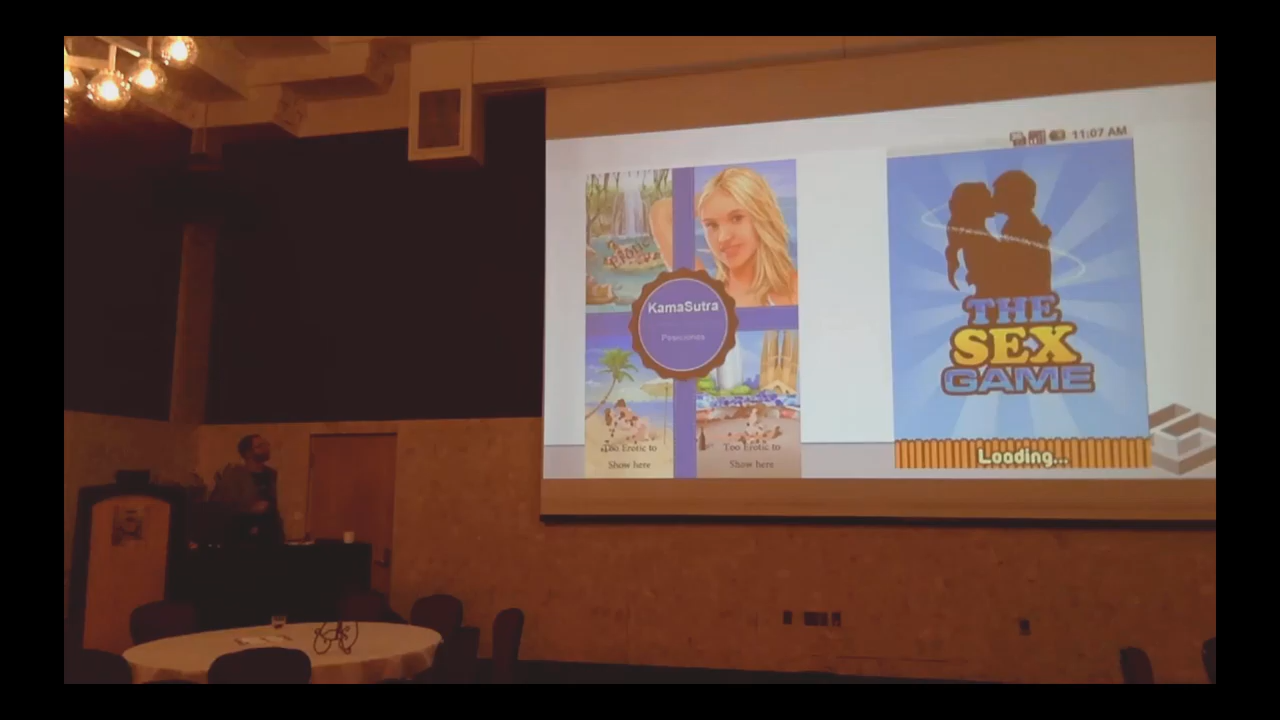 KamaSutra
Too Erotic to
Show here
Too Erotic to
Show here
11:07 AM
THE
SEX
GAME
Loading...